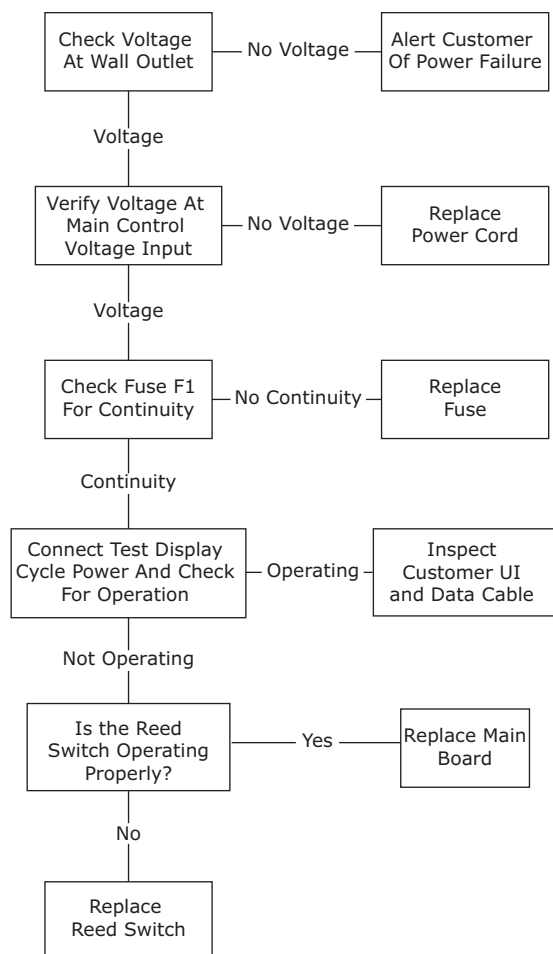 Check Voltage
At Wall Outlet
No Voltage
Alert Customer
Of Power Failure
Voltage
Verify Voltage At
Main Control
Voltage Input
No Voltage
Replace
Power Cord
Voltage
Check Fuse F1
For Continuity
No Continuity
Replace
Fuse
Continuity
Connect Test Display
Cycle Power And Check
For Operation
Operating
Inspect
Customer UI
and Data Cable
Not Operating
Is the Reed
Switch Operating
Properly?
Yes
Replace Main
Board
No
Replace
Reed Switch